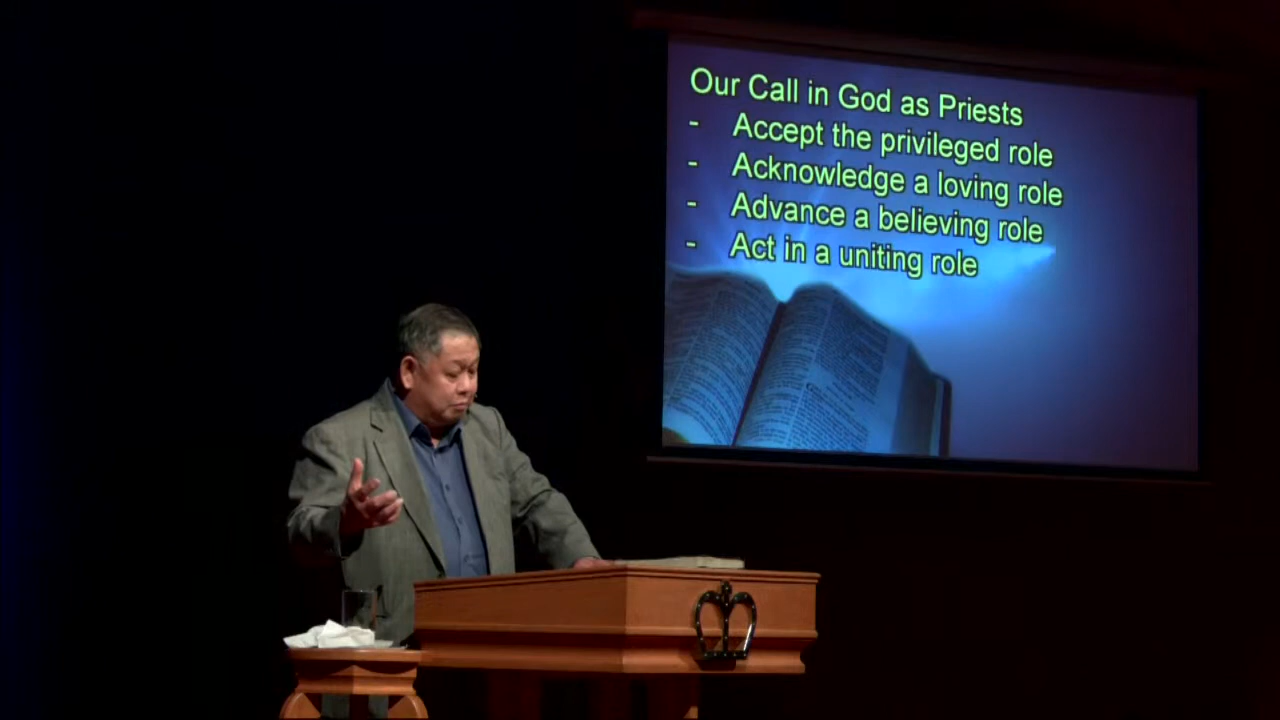 Our Call in God as Priests
- Accept the privileged role
- Acknowledge a loving role
- Advance a believing role
- Act in a uniting role